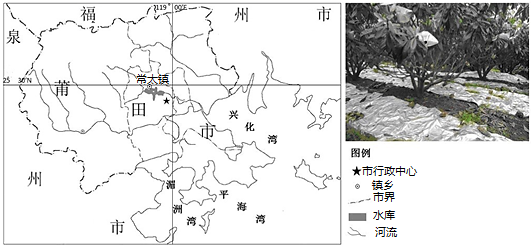 福
州
市
泉
119° 00′E
25 30′N
常太镇
莆
田
市
兴
化
湾
州
市
湄
洲
湾
平
海
湾
图例
市行政中心
镇乡
市界
水库
河流